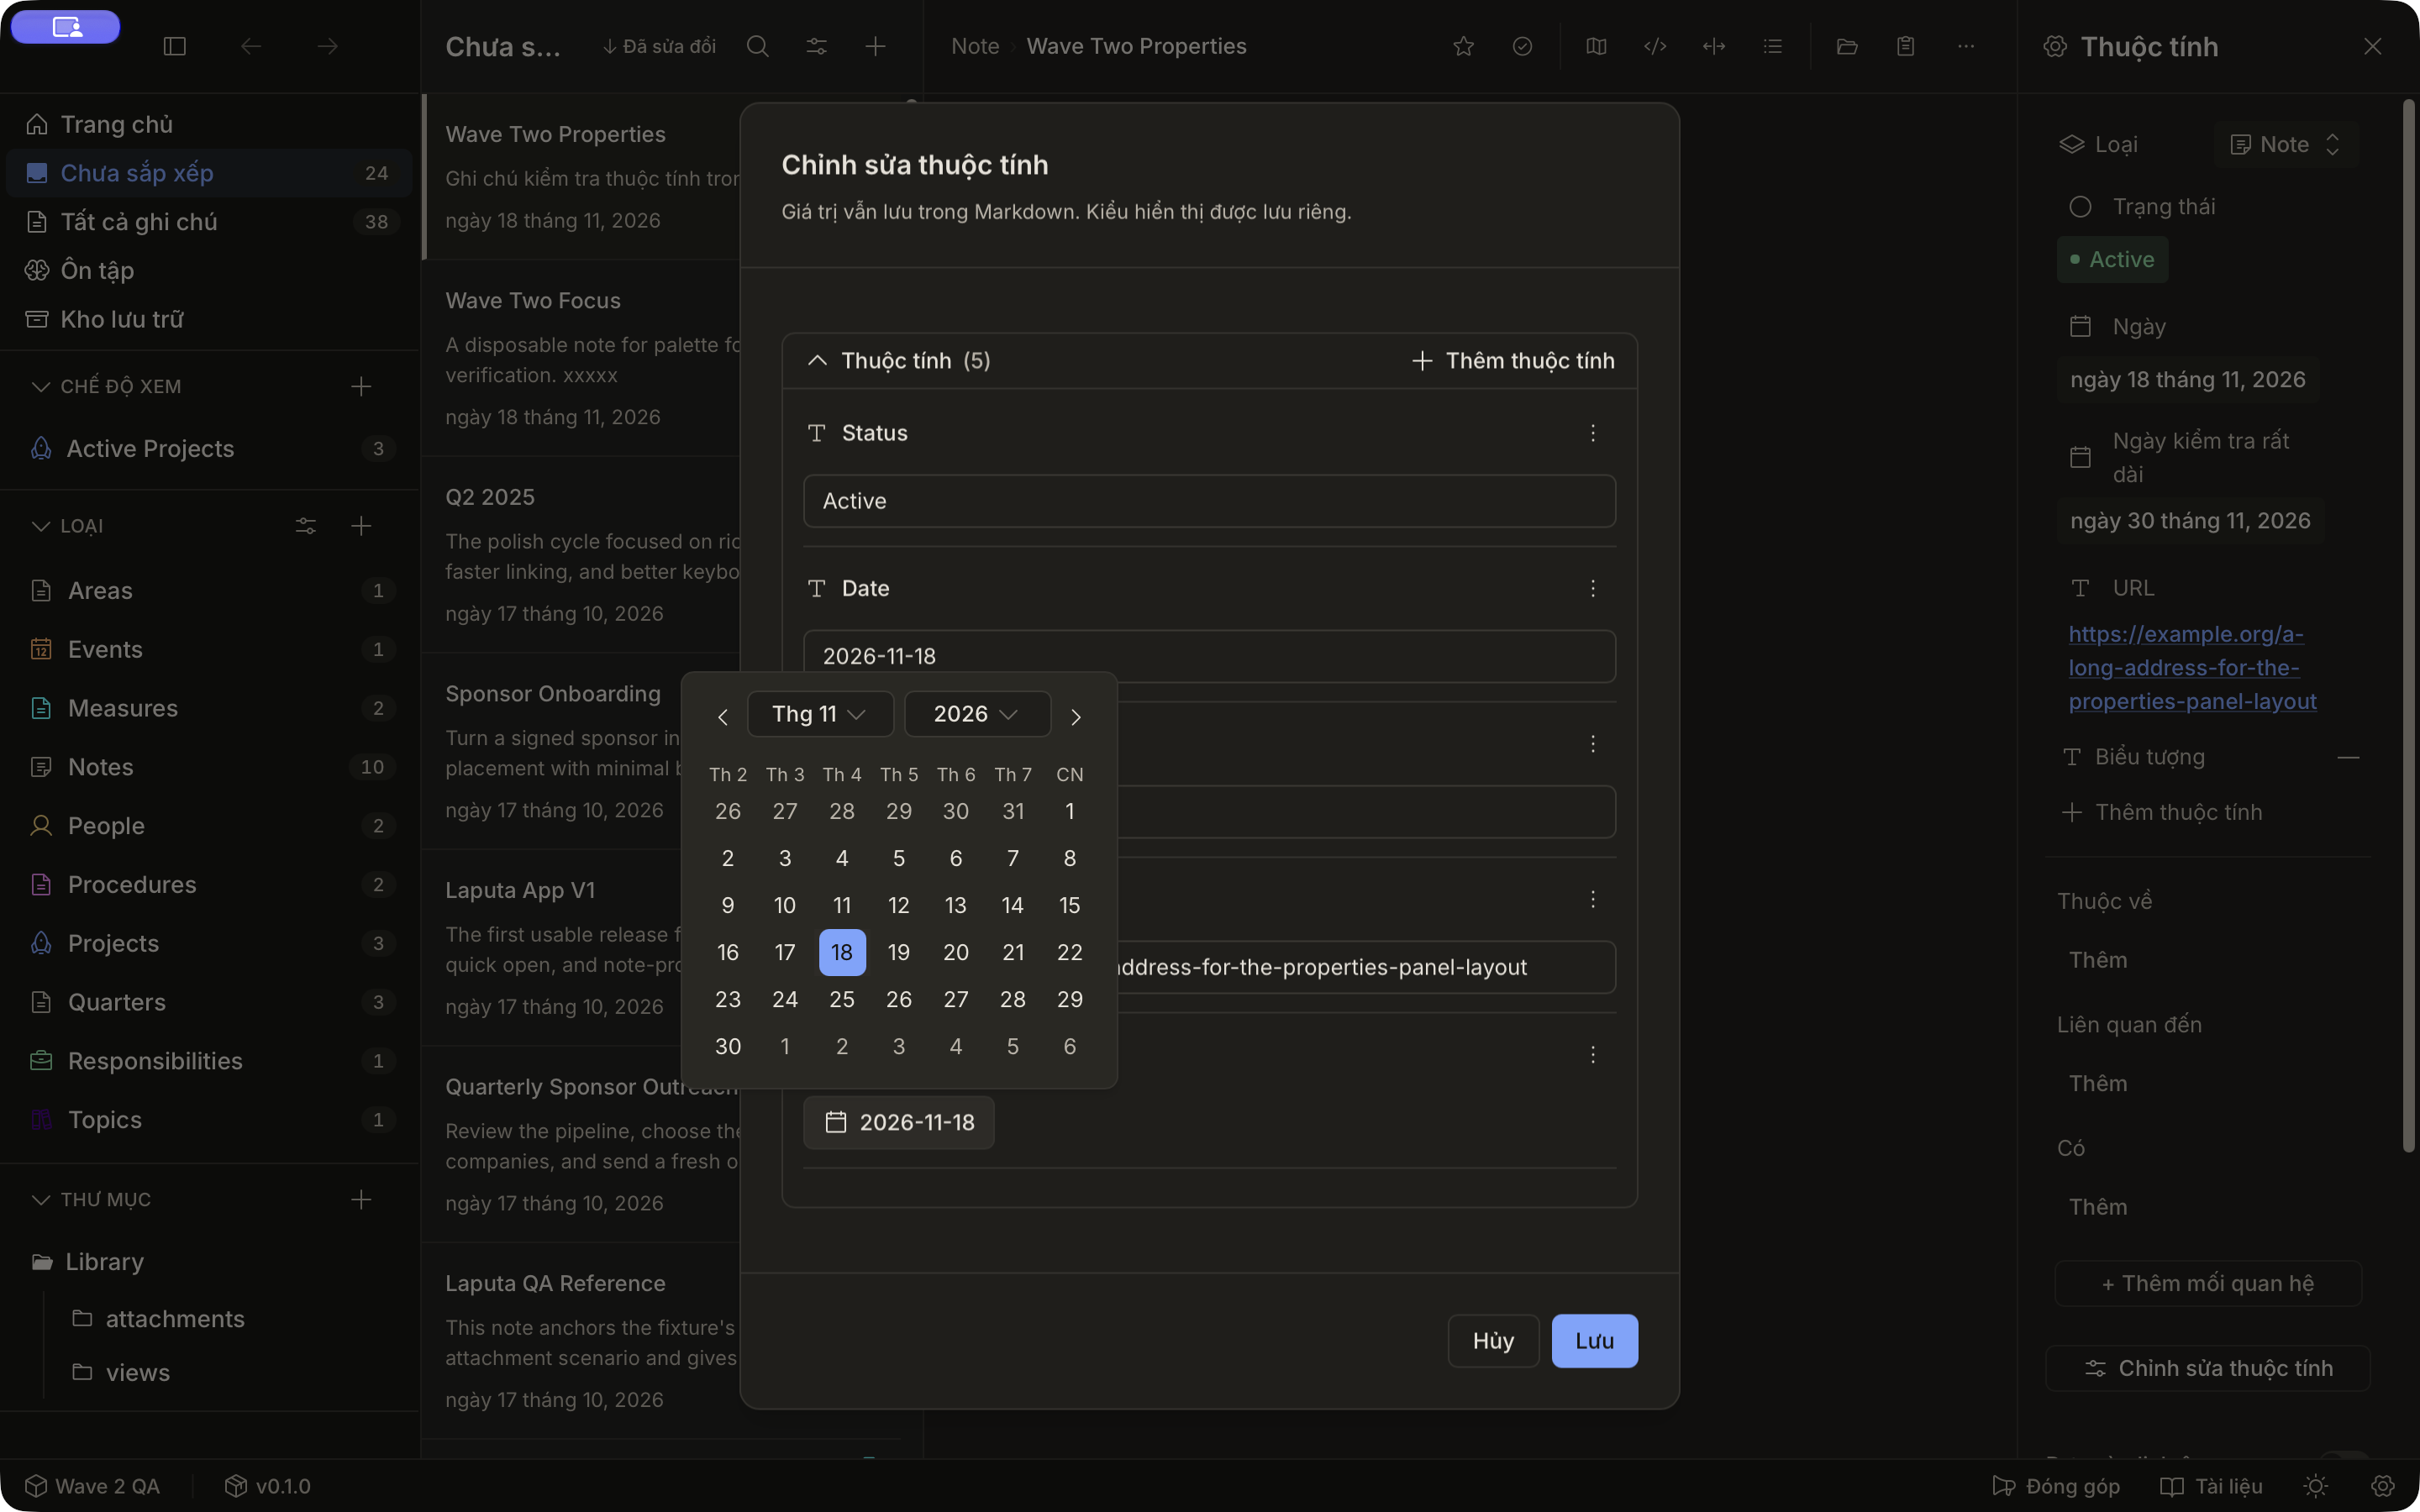 Chưa s...
Đã sửa đổi
Note
Wave Two Properties
Thuộc tính
Trang chủ
Chưa sắp xếp
24
Tất cả ghi chú
38
Ôn tập
Kho lưu trữ
CHẾ ĐỘ XEM
Active Projects
3
LOẠI
Areas
1
12
Events
1
Measures
2
Notes
10
People
2
Procedures
2
Projects
3
Quarters
3
Responsibilities
1
Topics
1
THƯ MỤC
Library
attachments
views
Wave Two Properties
Ghi chú kiểm tra thuộc tính
ngày 18 tháng 11, 2026
Wave Two Focus
A disposable note for palette
verification. xxxxx
ngày 18 tháng 11, 2026
Q2 2025
The polish cycle focused on
faster linking, and better
ngày 17 tháng 10, 2026
Sponsor Onboarding
Turn a signed sponsor
placement with minimal
ngày 17 tháng 10, 2026
Laputa App V1
The first usable release
quick open, and
ngày 17 tháng 10, 2026
Quarterly Sponsor Outreach
Review the pipeline, choose
companies, and send a fresh
ngày 17 tháng 10, 2026
Laputa QA Reference
This note anchors the fixture's
attachment scenario and gives
ngày 17 tháng 10, 2026
Chỉnh sửa thuộc tính
Giá trị vẫn lưu trong Markdown. Kiểu hiển thị được lưu riêng.
Thuộc tính (5)
Thêm thuộc tính
Status
Active
Date
2026-11-18
Thg 11
2026
Th 2 Th 3 Th 4 Th 5 Th 6 Th 7 CN
26 27 28 29 30 31 1
2 3 4 5 6 7 8
9 10 11 12 13 14 15
16 17 18 19 20 21 22
23 24 25 26 27 28 29
30 1 2 3 4 5 6
address-for-the-properties-panel-layout
2026-11-18
Hủy
Lưu
Loại
Note
Trạng thái
Active
Ngày
ngày 18 tháng 11, 2026
Ngày kiểm tra rất
dài
ngày 30 tháng 11, 2026
URL
https://example.org/a-
long-address-for-the-
properties-panel-layout
Biểu tượng
—
Thêm thuộc tính
Thuộc về
Thêm
Liên quan đến
Thêm
Có
Thêm
+ Thêm mối quan hệ
Chỉnh sửa thuộc tính
Wave 2 QA
v0.1.0
Đóng góp
Tài liệu